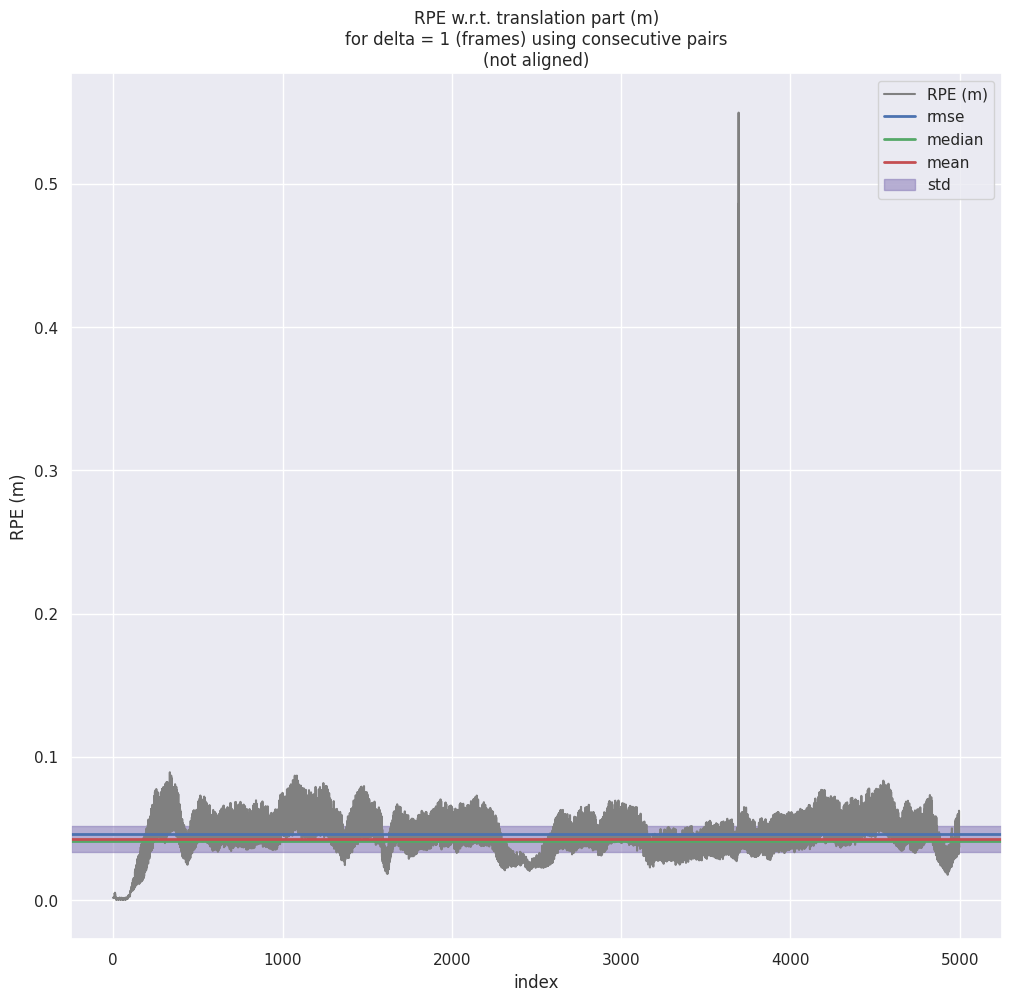 RPE w.r.t. translation part (m)
for delta = 1 (frames) using consecutive pairs
(not aligned)
RPE (m)
rmse
median
mean
std
0.5
0.4
0.3
0.2
0.1
0.0
RPE (m)
0
1000
2000
3000
4000
5000
index